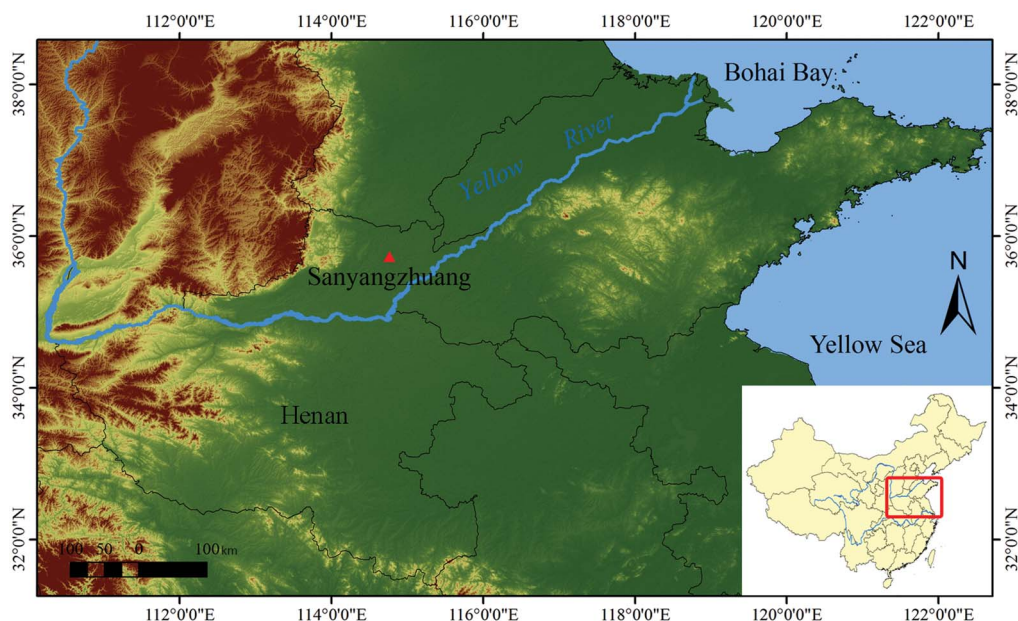 112°0'0"E 114°0'0"E 116°0'0"E 118°0'0"E 120°0'0"E 122°0'0"E
38°0'0"N
38°0'0"N
Bohai Bay
Yellow River
36°0'0"N
36°0'0"N
Sanyangzhuang
N
Yellow Sea
34°0'0"N
34°0'0"N
Henan
32°0'0"N
32°0'0"N
100 50 0 100 km
112°0'0"E 114°0'0"E 116°0'0"E 118°0'0"E 120°0'0"E 122°0'0"E